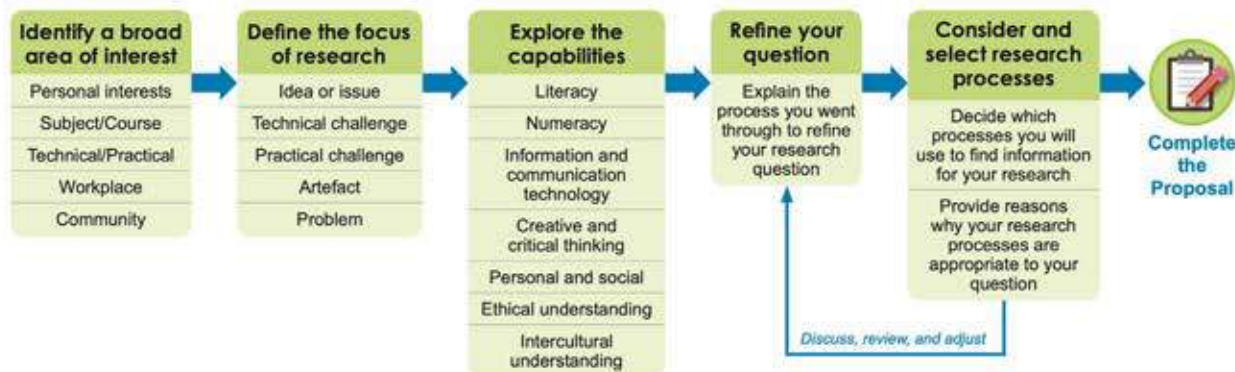 Identify a broad
area of interest
Personal interests
Subject/Course
Technical/Practical
Workplace
Community
Define the focus
of research
Idea or issue
Technical challenge
Practical challenge
Artefact
Problem
Explore the
capabilities
Literacy
Numeracy
Information and
communication
technology
Creative and
critical thinking
Personal and social
Ethical understanding
Intercultural
understanding
Refine your
question
Explain the
process you went
through to refine
your research
question
Consider and
select research
processes
Decide which
processes you will
use to find information
for your research
Provide reasons
why your research
processes are
appropriate to your
question
Discuss, review, and adjust
Complete
the
Proposal